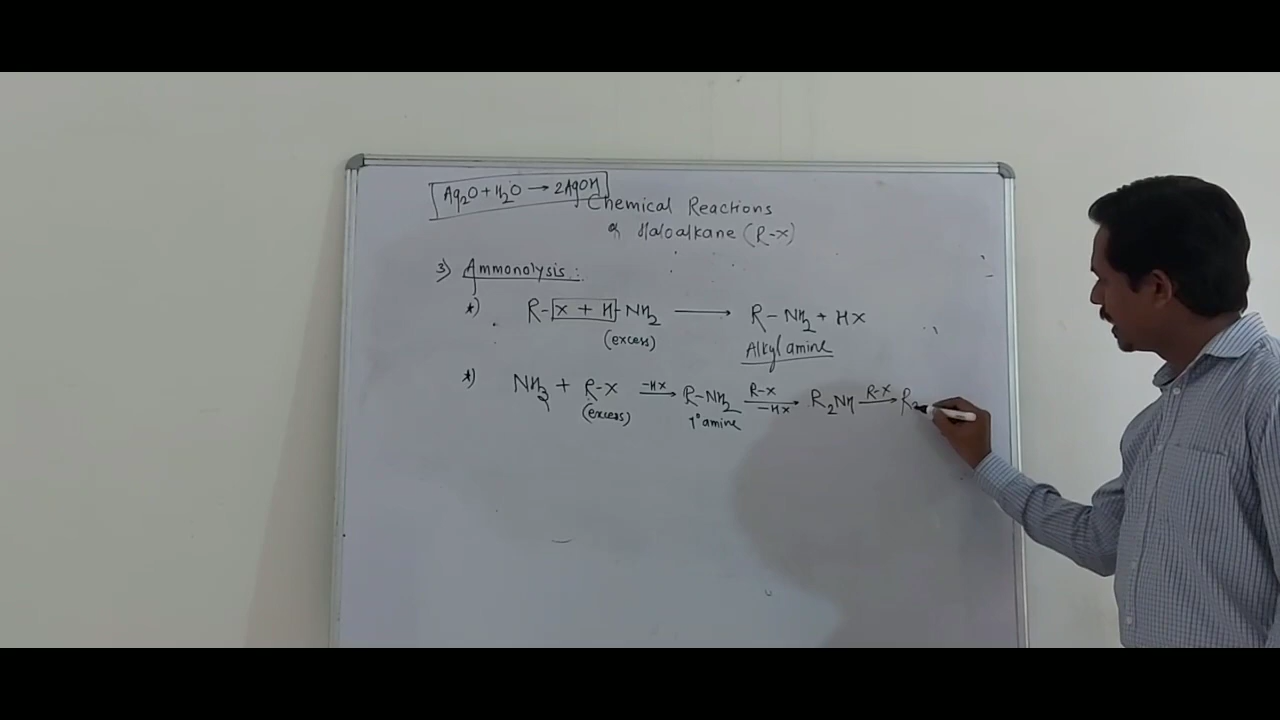 Ag₂O + H₂O → 2AgOH
Chemical Reactions
of Haloalkane (R-X)
3) Ammonolysis :
*) R-X + H-NH₂ → R-NH₂ + HX
(excess)
Alkyl amine
*) NH₃ + R-X -HX→ R-NH₂ R-X -HX→ R₂NH R-X→ R₃
(excess) 1° amine